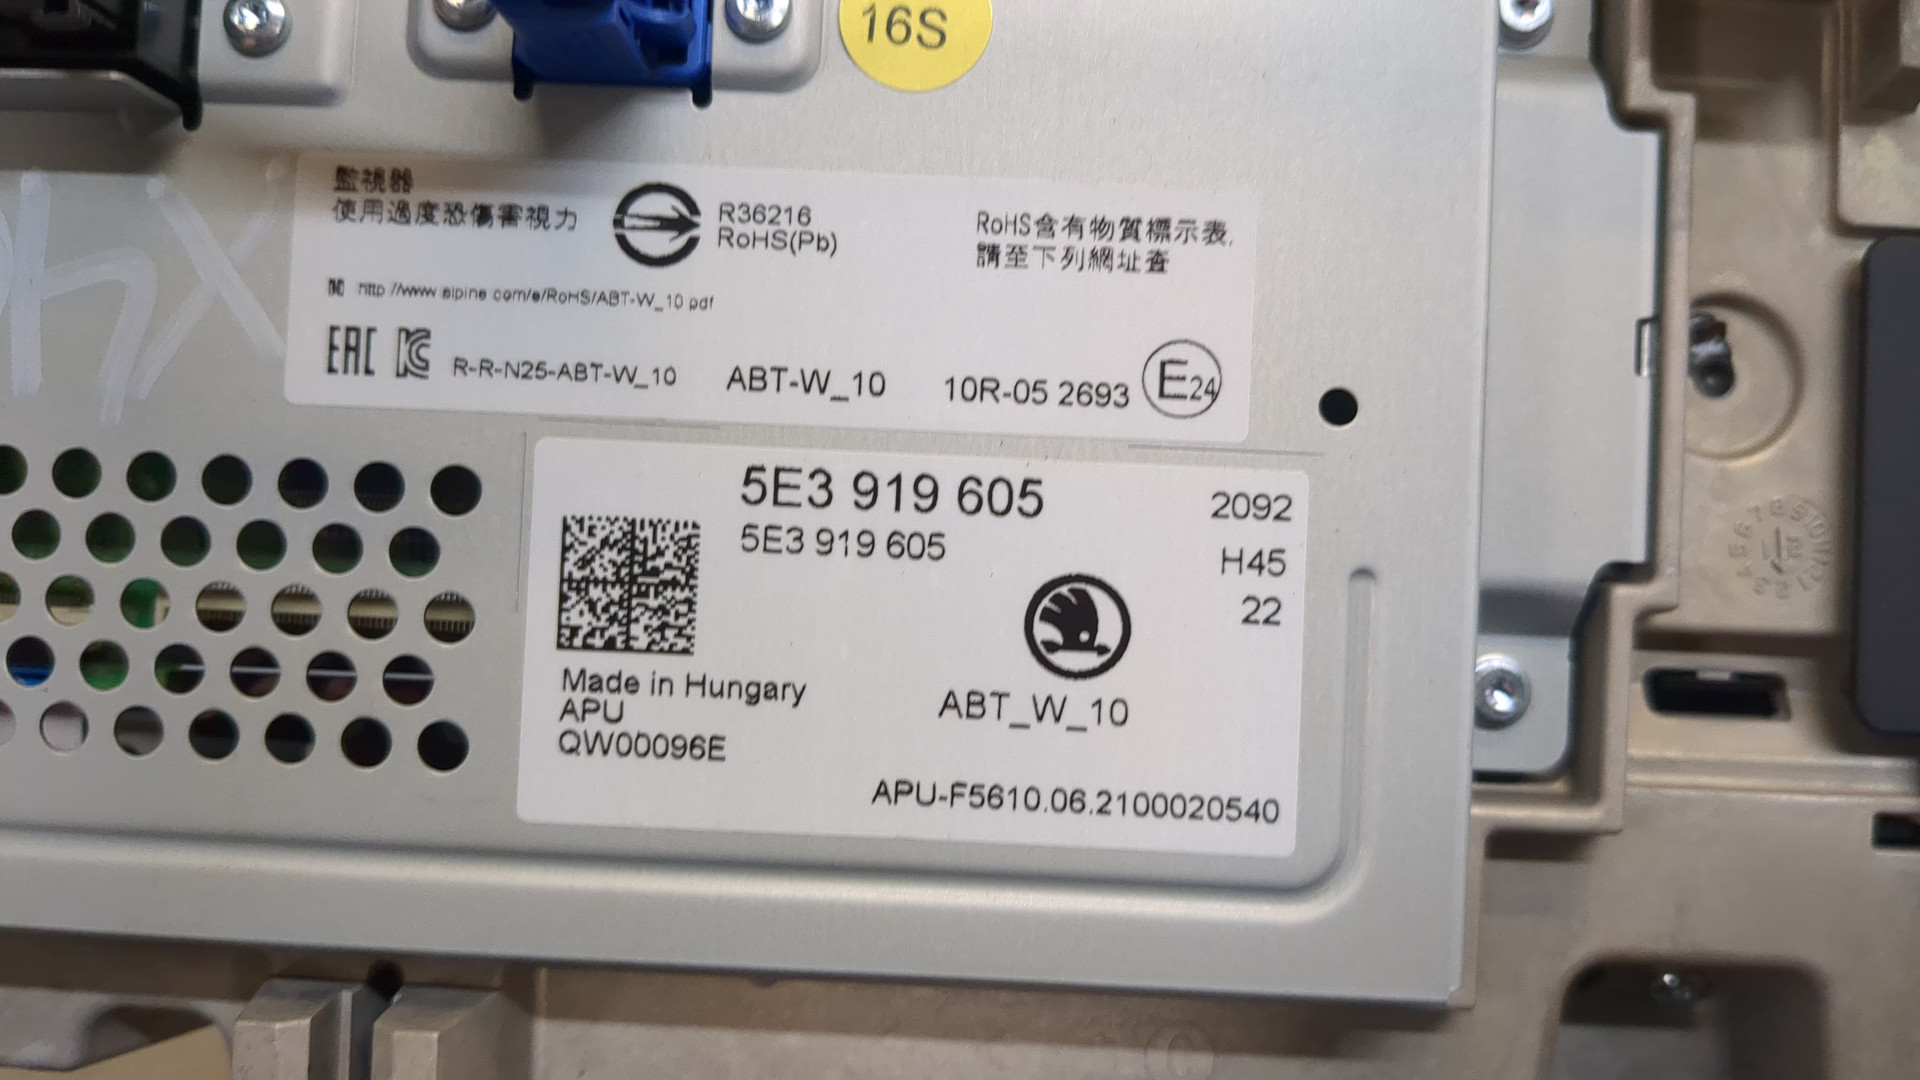 16S
監視器
使用過度恐傷害視力
R36216
RoHS(Pb)
RoHS含有物質標示表,
請至下列網址查
http://www.alpine.com/e/RoHS/ABT-W_10.pdf
EAC KC R-R-N25-ABT-W_10 ABT-W_10 10R-05 2693 E24
5E3 919 605 2092
5E3 919 605 H45
22
Made in Hungary
APU
QW00096E
ABT_W_10
APU-F5610.06.2100020540